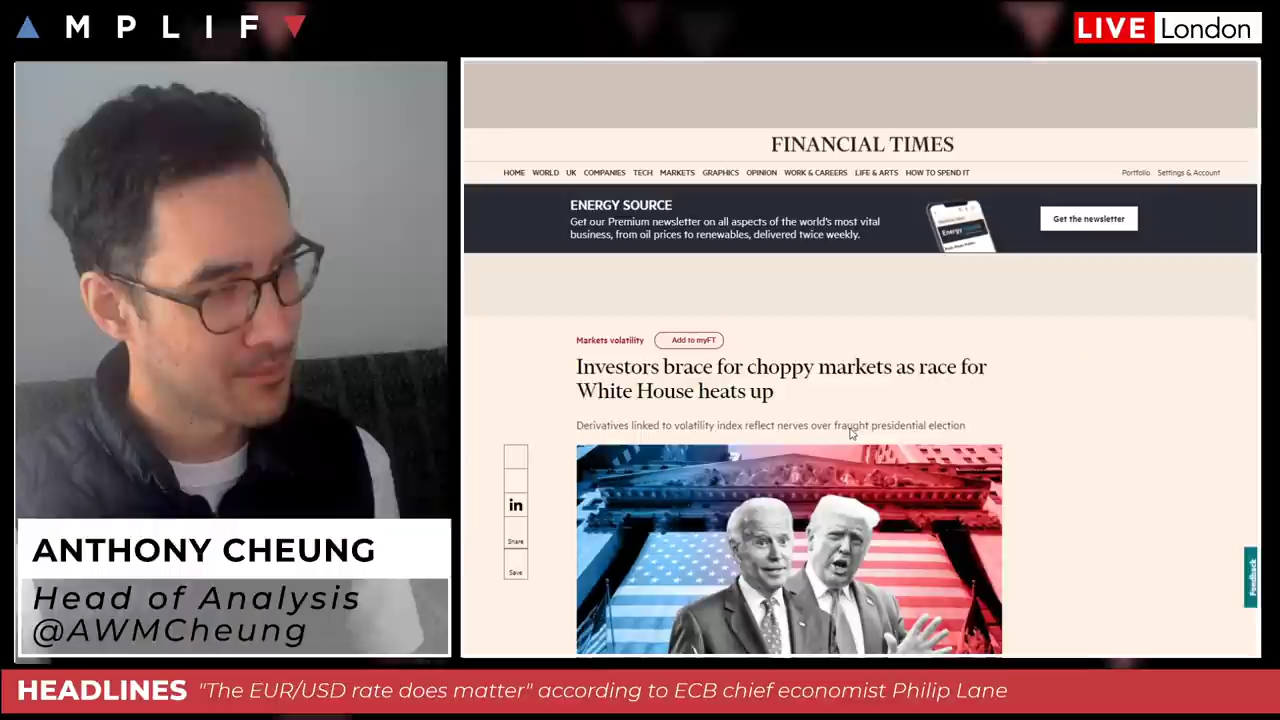 AMPLIFY
LIVE London
FINANCIAL TIMES
HOME WORLD UK COMPANIES TECH MARKETS GRAPHICS OPINION WORK & CAREERS LIFE & ARTS HOW TO SPEND IT
Portfolio Settings & Account
ENERGY SOURCE
Get our Premium newsletter on all aspects of the world's most vital
business, from oil prices to renewables, delivered twice weekly.
Get the newsletter
Markets volatility
Add to myFT
Investors brace for choppy markets as race for
White House heats up
Derivatives linked to volatility index reflect nerves over fraught presidential election
in
Share
Save
Feedback
ANTHONY CHEUNG
Head of Analysis
@AWMCheung
HEADLINES "The EUR/USD rate does matter" according to ECB chief economist Philip Lane